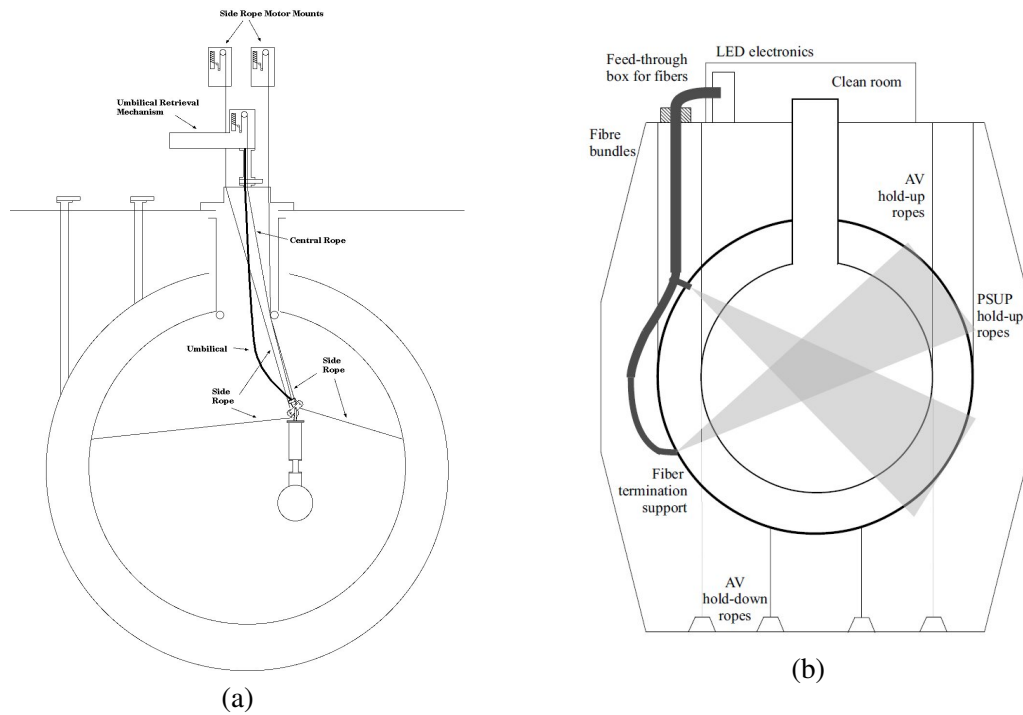 Side Rope Motor Mounts
Umbilical Retrieval
Mechanism
Central Rope
Umbilical
Side
Rope
Side
Rope
(a)
LED electronics
Feed-through
box for fibers
Clean room
Fibre
bundles
AV
hold-up
ropes
PSUP
hold-up
ropes
Fiber
termination
support
AV
hold-down
ropes
(b)